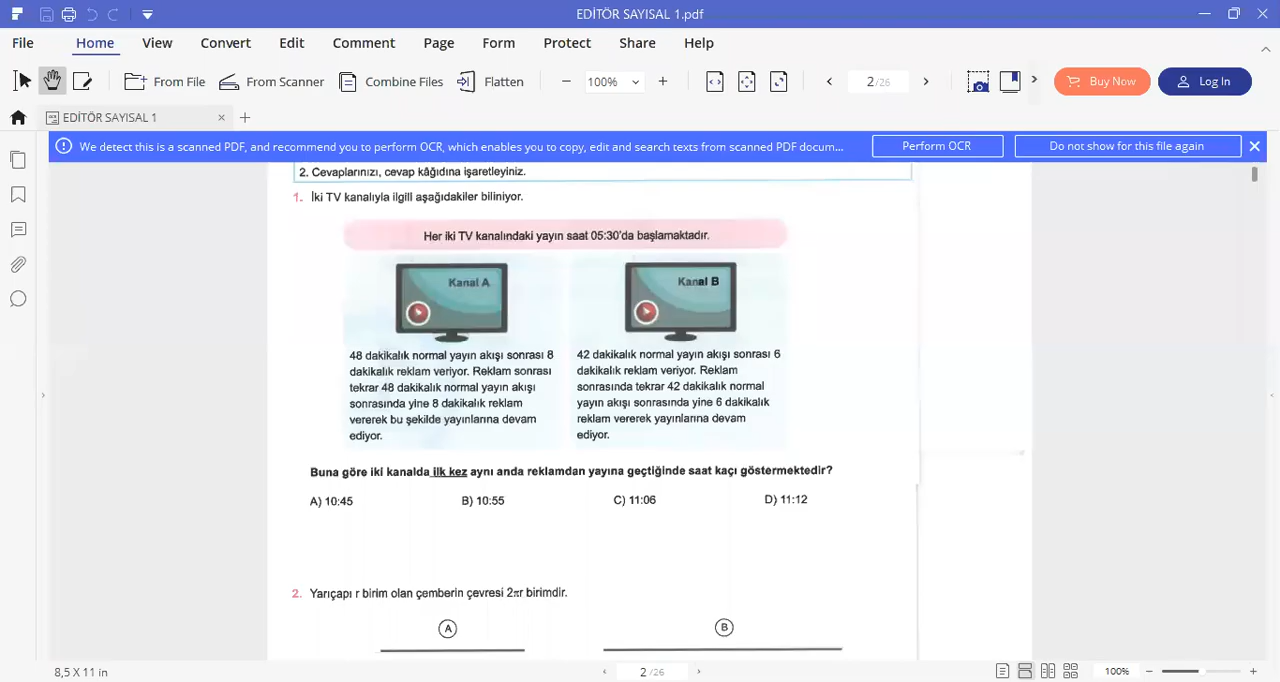 EDİTÖR SAYISAL 1.pdf
File Home View Convert Edit Comment Page Form Protect Share Help
From File From Scanner Combine Files Flatten 100% 2/26 Buy Now Log In
EDİTÖR SAYISAL 1
We detect this is a scanned PDF, and recommend you to perform OCR, which enables you to copy, edit and search texts from scanned PDF docum... Perform OCR Do not show for this file again
2. Cevaplarınızı, cevap kâğıdına işaretleyiniz.
1. İki TV kanalıyla ilgili aşağıdakiler biliniyor.
Her iki TV kanalındaki yayın saat 05:30'da başlamaktadır.
Kanal A
48 dakikalık normal yayın akışı sonrası 8
dakikalık reklam veriyor. Reklam sonrası
tekrar 48 dakikalık normal yayın akışı
sonrasında yine 8 dakikalık reklam
vererek bu şekilde yayınlarına devam
ediyor.
Kanal B
42 dakikalık normal yayın akışı sonrası 6
dakikalık reklam veriyor. Reklam
sonrasında tekrar 42 dakikalık normal
yayın akışı sonrasında yine 6 dakikalık
reklam vererek yayınlarına devam
ediyor.
Buna göre iki kanalda ilk kez aynı anda reklamdan yayına geçtiğinde saat kaçı göstermektedir?
A) 10:45 B) 10:55 C) 11:06 D) 11:12
2. Yarıçapı r birim olan çemberin çevresi 2πr birimdir.
A B
8,5 X 11 in 2/26 100%